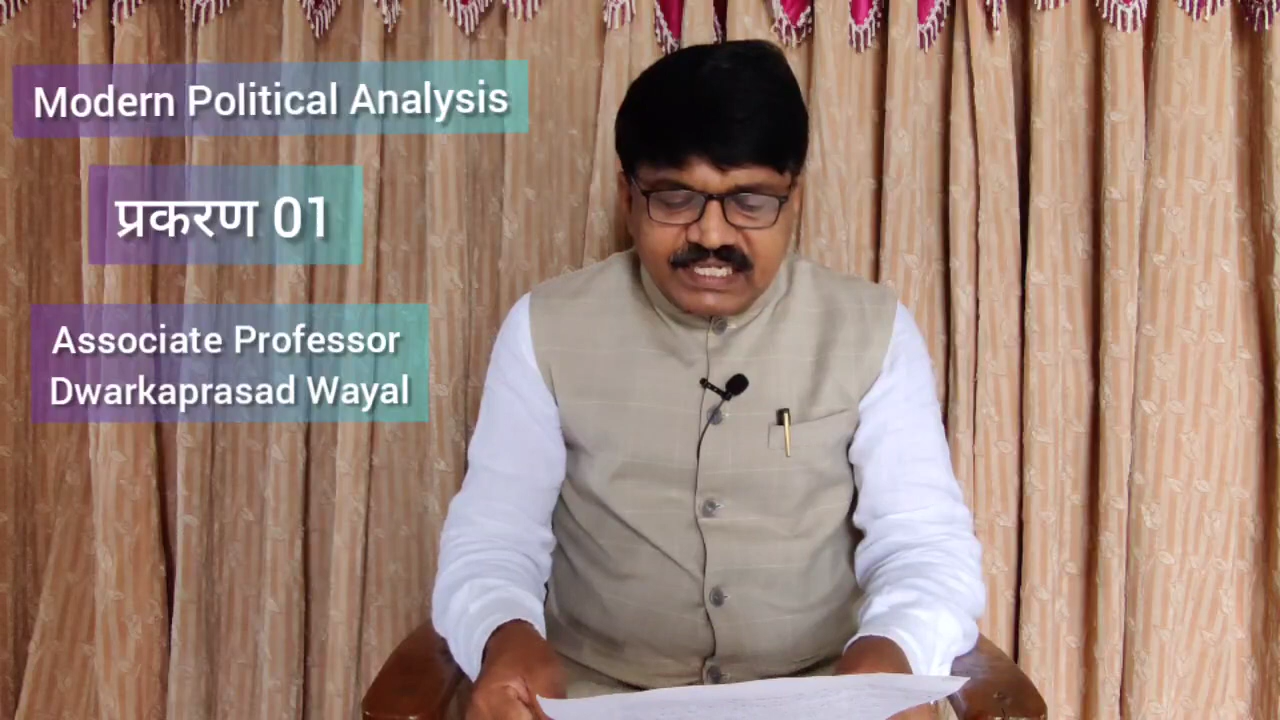 Modern Political Analysis
प्रकरण 01
Associate Professor
Dwarkaprasad Wayal